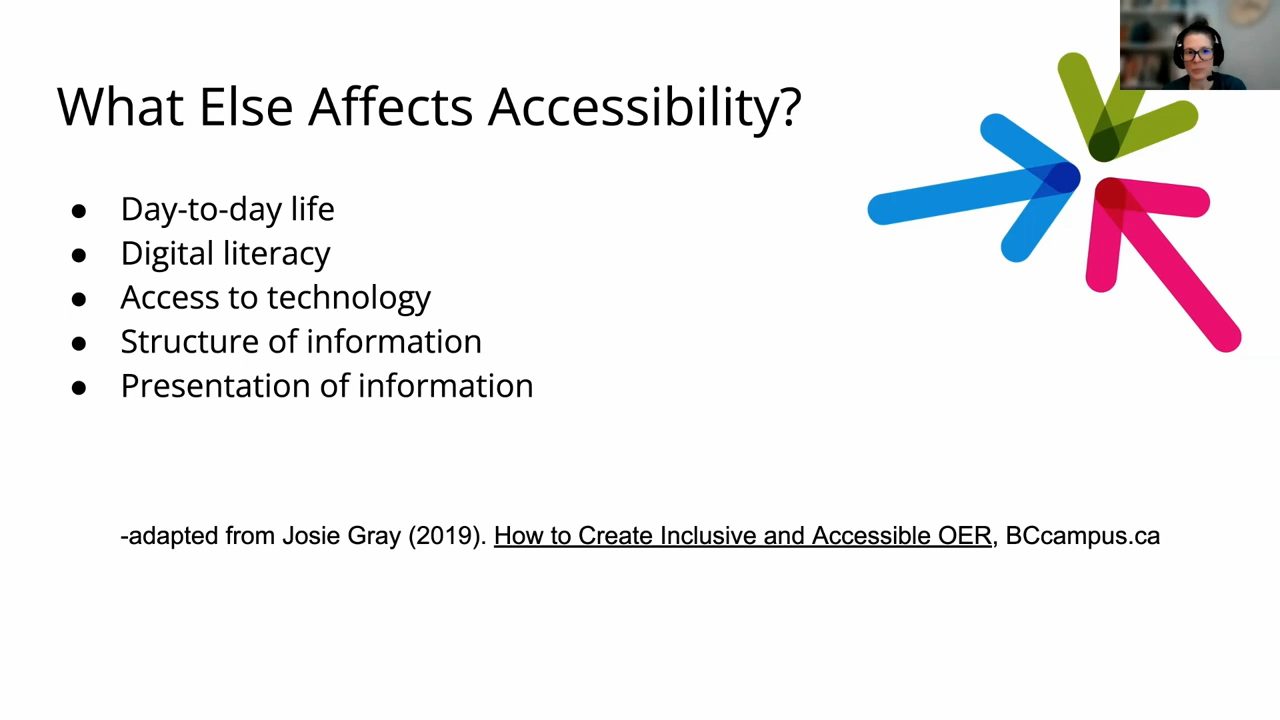 What Else Affects Accessibility?
● Day-to-day life
● Digital literacy
● Access to technology
● Structure of information
● Presentation of information
-adapted from Josie Gray (2019). How to Create Inclusive and Accessible OER, BCcampus.ca